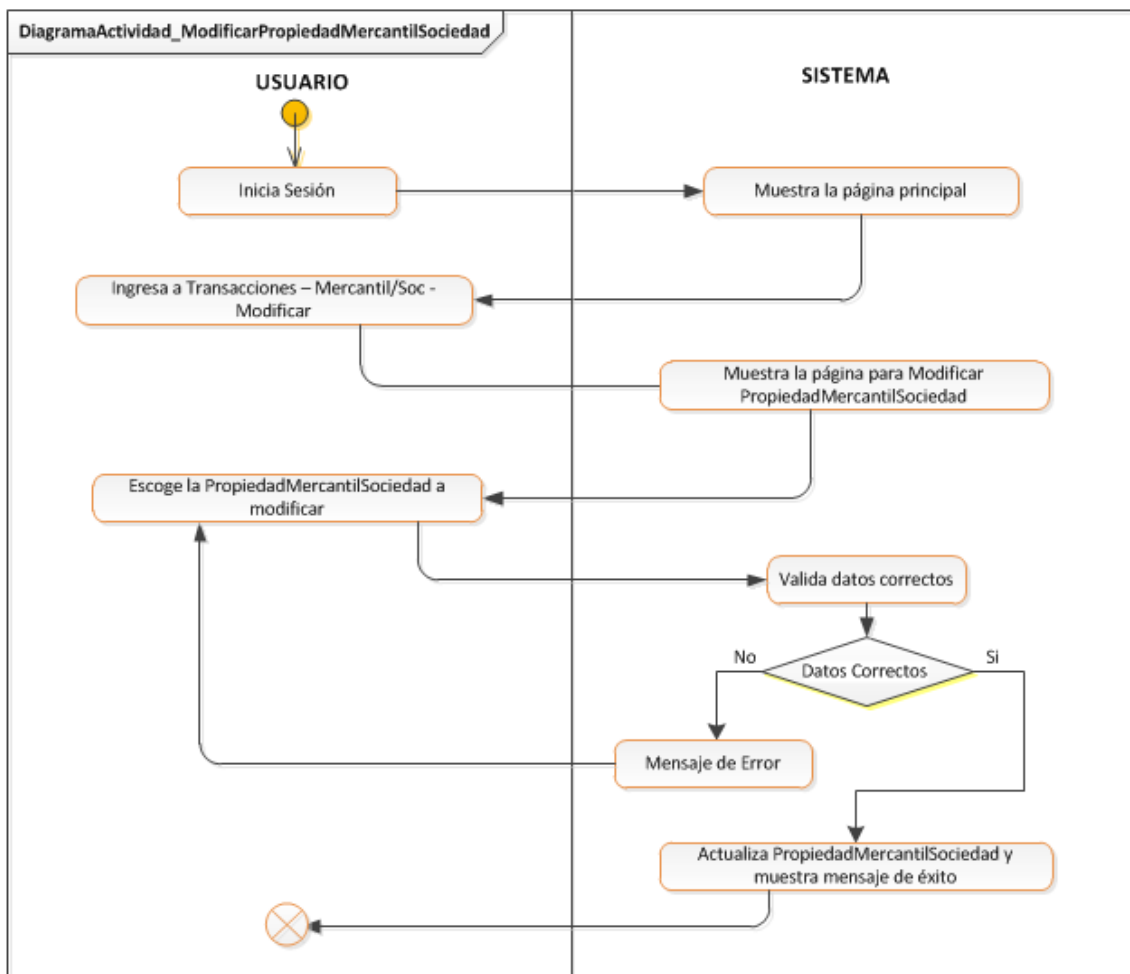 DiagramaActividad_ModificarPropiedadMercantilSociedad
USUARIO
SISTEMA
Inicia Sesión
Muestra la página principal
Ingresa a Transacciones – Mercantil/Soc -
Modificar
Muestra la página para Modificar
PropiedadMercantilSociedad
Escoge la PropiedadMercantilSociedad a
modificar
Valida datos correctos
No
Datos Correctos
Si
Mensaje de Error
Actualiza PropiedadMercantilSociedad y
muestra mensaje de éxito